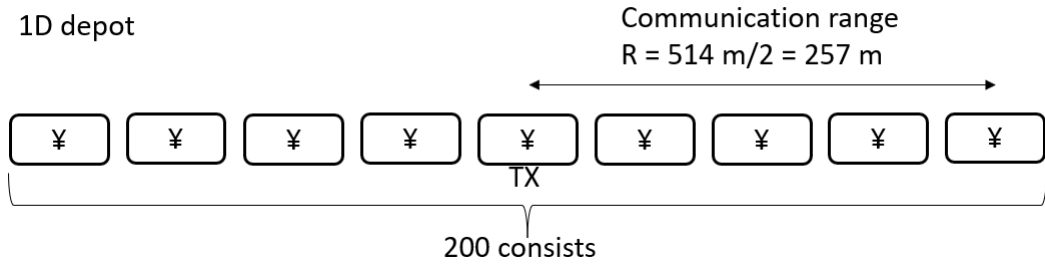 1D depot
Communication range
R = 514 m/2 = 257 m
¥ ¥ ¥ ¥ ¥ ¥ ¥ ¥ ¥
TX
200 consists